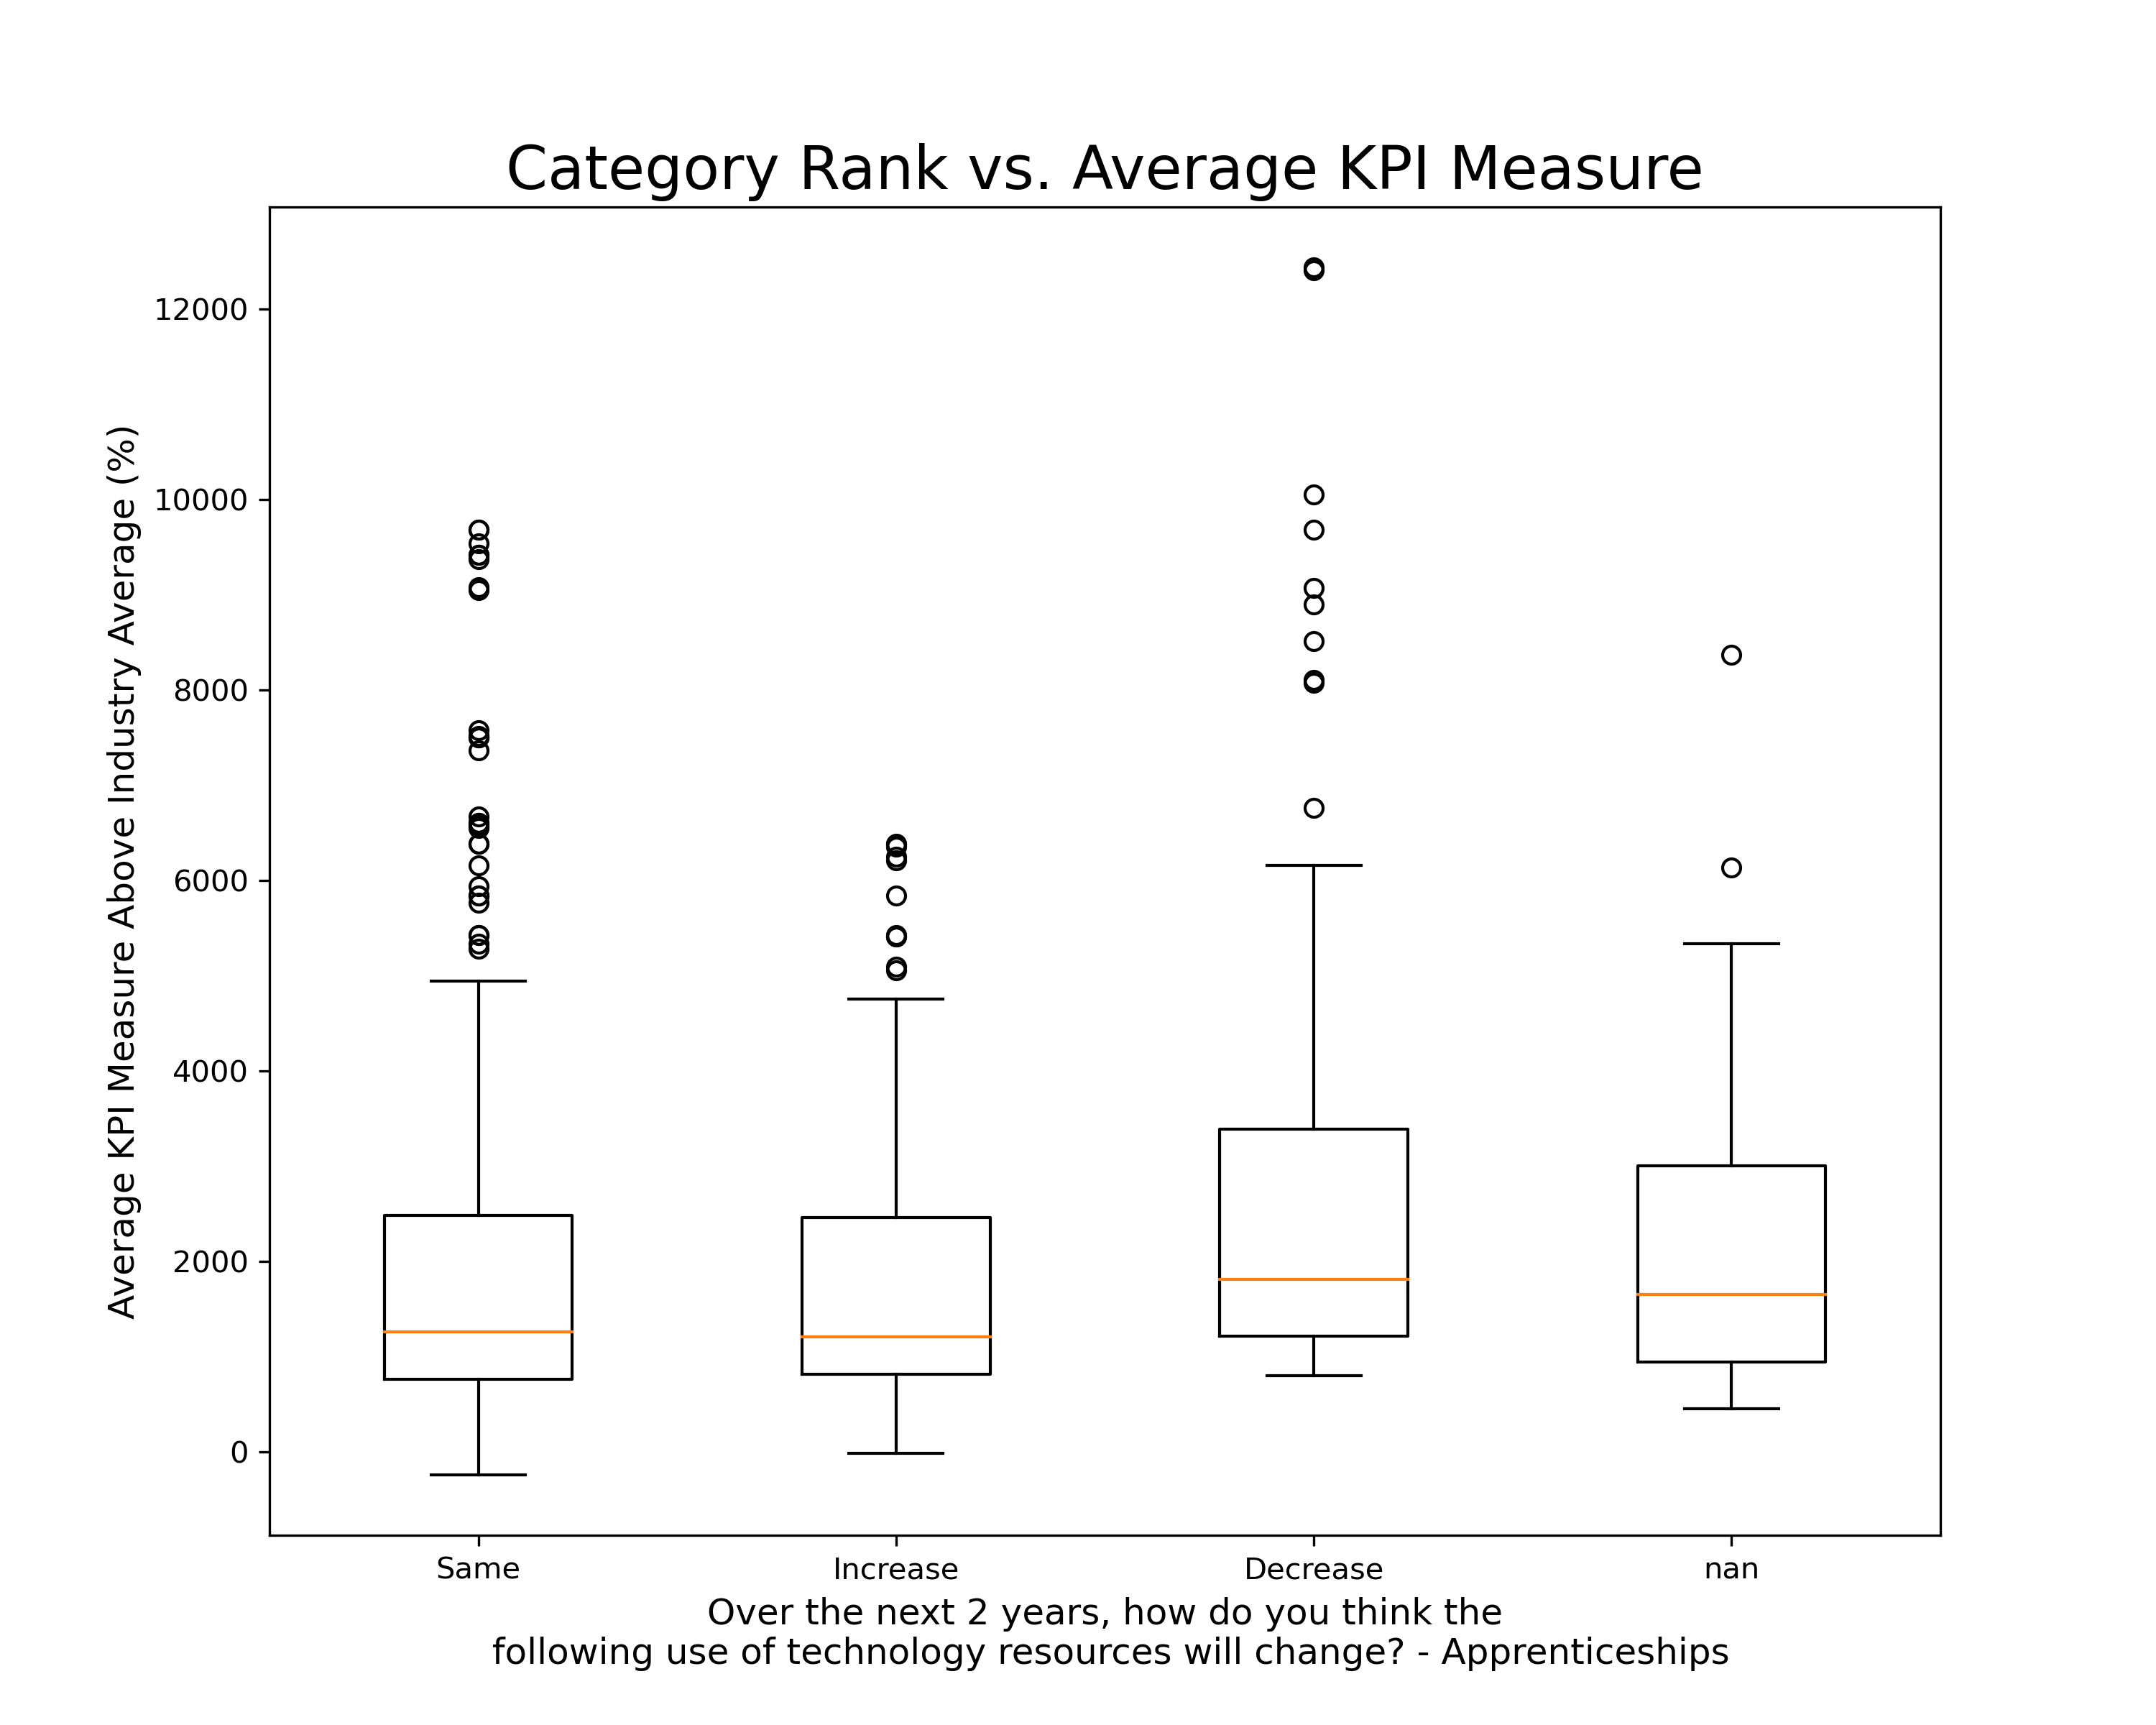 Category Rank vs. Average KPI Measure
Average KPI Measure Above Industry Average (%)
12000
10000
8000
6000
4000
2000
0
Same
Increase
Decrease
nan
Over the next 2 years, how do you think the
following use of technology resources will change? - Apprenticeships